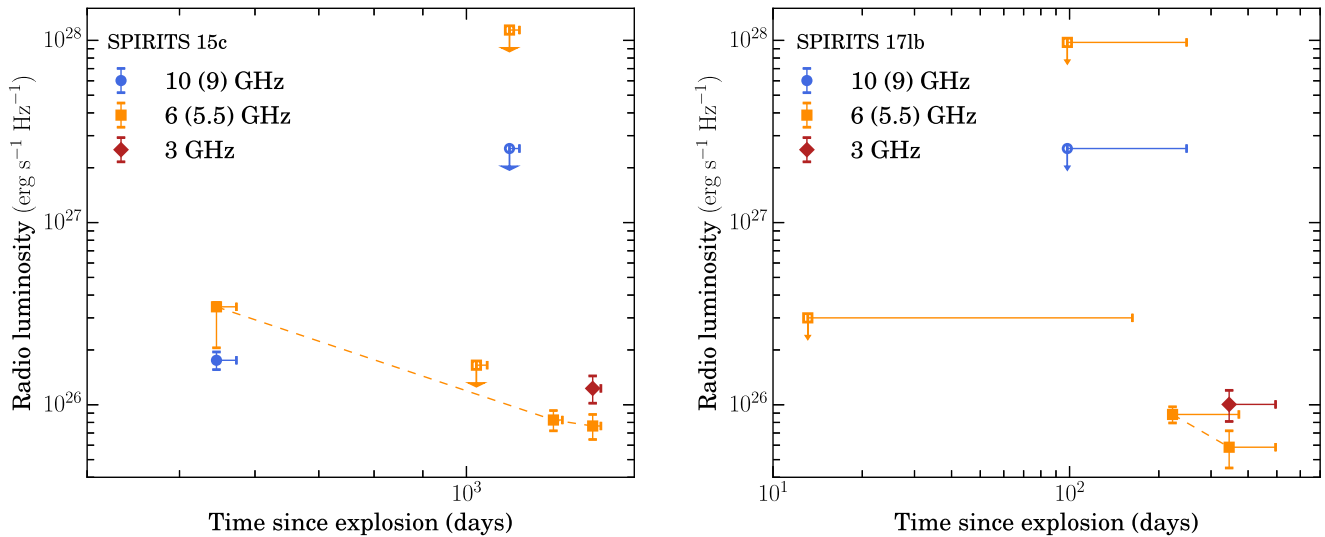 SPIRITS 15c
10 (9) GHz
6 (5.5) GHz
3 GHz
10^28
10^27
10^26
Radio luminosity (erg s^−1 Hz^−1)
10^3
Time since explosion (days)
SPIRITS 17lb
10 (9) GHz
6 (5.5) GHz
3 GHz
10^28
10^27
10^26
Radio luminosity (erg s^−1 Hz^−1)
10^1
10^2
Time since explosion (days)